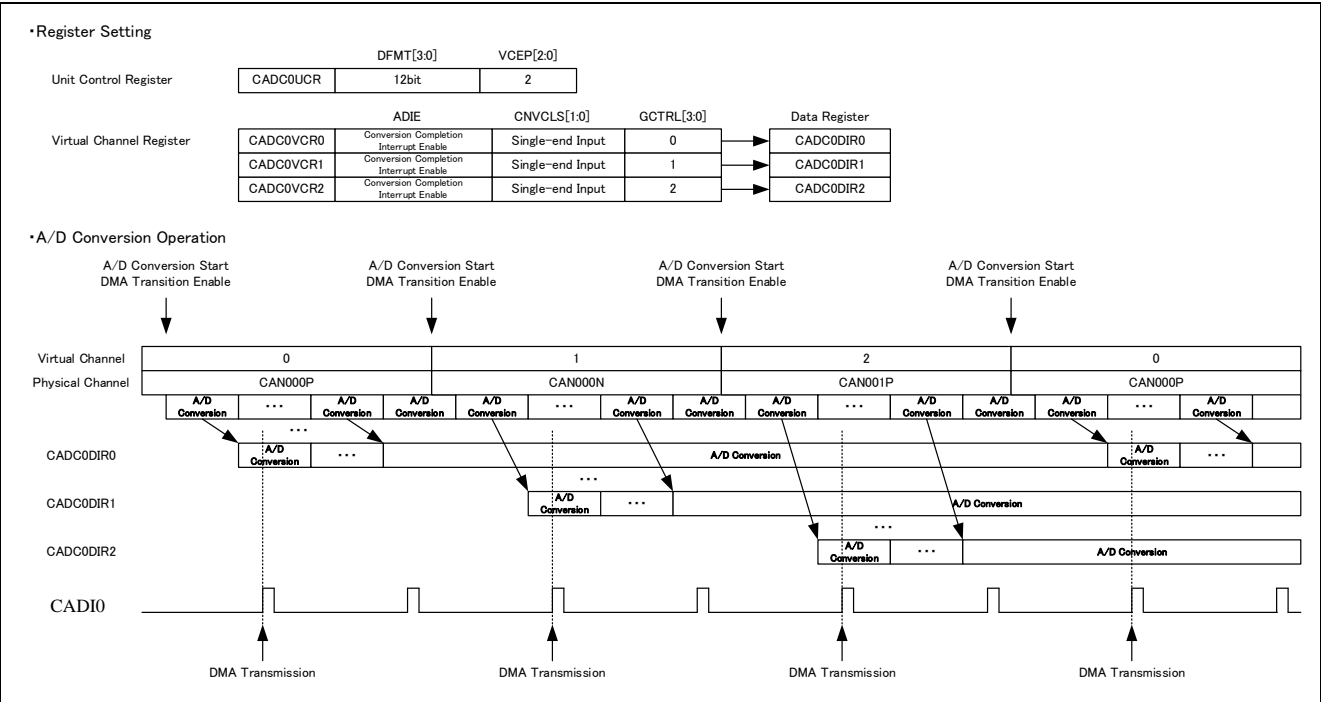 ・Register Setting
DFMT[3:0] VCEP[2:0]
Unit Control Register CADC0UCR 12bit 2
ADIE CNVCLS[1:0] GCTRL[3:0] Data Register
Virtual Channel Register CADC0VCR0 Conversion Completion Interrupt Enable Single-end Input 0 CADC0DIR0
CADC0VCR1 Conversion Completion Interrupt Enable Single-end Input 1 CADC0DIR1
CADC0VCR2 Conversion Completion Interrupt Enable Single-end Input 2 CADC0DIR2
・A/D Conversion Operation
A/D Conversion Start A/D Conversion Start A/D Conversion Start A/D Conversion Start
DMA Transition Enable DMA Transition Enable DMA Transition Enable DMA Transition Enable
Virtual Channel 0 1 2 0
Physical Channel CAN000P CAN000N CAN001P CAN000P
A/D Conversion ... A/D Conversion A/D Conversion A/D Conversion ... A/D Conversion A/D Conversion A/D Conversion ... A/D Conversion A/D Conversion A/D Conversion ... A/D Conversion
...
CADC0DIR0 A/D Conversion ... A/D Conversion A/D Conversion ...
...
CADC0DIR1 A/D Conversion ... A/D Conversion
...
CADC0DIR2 A/D Conversion ... A/D Conversion
CADI0
DMA Transmission DMA Transmission DMA Transmission DMA Transmission